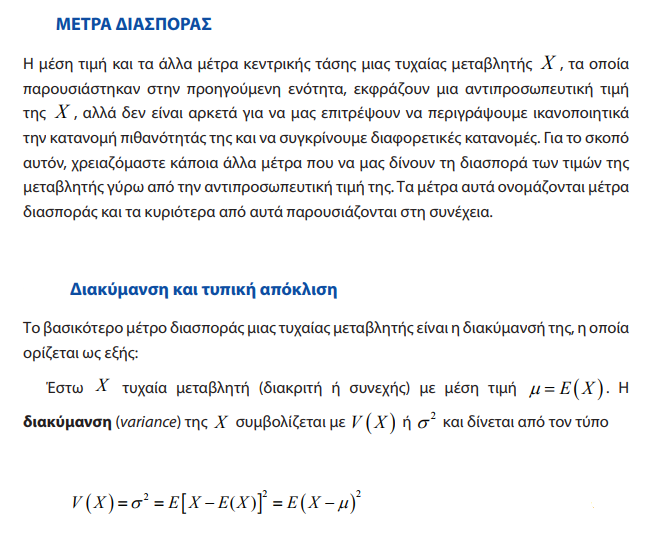 ΜΕΤΡΑ ΔΙΑΣΠΟΡΑΣ
Η μέση τιμή και τα άλλα μέτρα κεντρικής τάσης μιας τυχαίας μεταβλητής X , τα οποία
παρουσιάστηκαν στην προηγούμενη ενότητα, εκφράζουν μια αντιπροσωπευτική τιμή
της X , αλλά δεν είναι αρκετά για να μας επιτρέψουν να περιγράψουμε ικανοποιητικά
την κατανομή πιθανότητάς της και να συγκρίνουμε διαφορετικές κατανομές. Για το σκοπό
αυτόν, χρειαζόμαστε κάποια άλλα μέτρα που να μας δίνουν τη διασπορά των τιμών της
μεταβλητής γύρω από την αντιπροσωπευτική τιμή της. Τα μέτρα αυτά ονομάζονται μέτρα
διασποράς και τα κυριότερα από αυτά παρουσιάζονται στη συνέχεια.
Διακύμανση και τυπική απόκλιση
Το βασικότερο μέτρο διασποράς μιας τυχαίας μεταβλητής είναι η διακύμανσή της, η οποία
ορίζεται ως εξής:
Έστω X τυχαία μεταβλητή (διακριτή ή συνεχής) με μέση τιμή μ = E(X). Η
διακύμανση (variance) της X συμβολίζεται με V(X) ή σ² και δίνεται από τον τύπο
V(X) = σ² = E[X − E(X)]² = E(X − μ)²